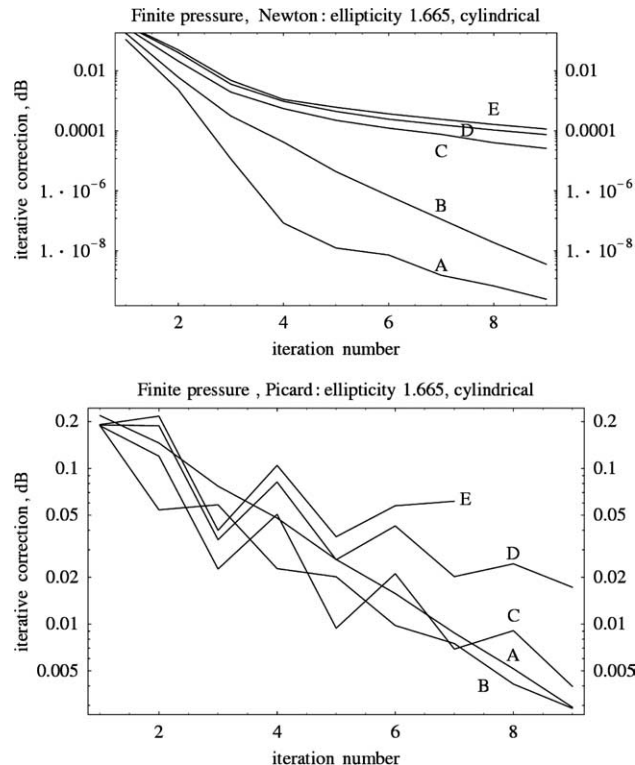 Finite pressure, Newton: ellipticity 1.665, cylindrical
iterative correction, dB
0.01
0.0001
1. · 10^-6
1. · 10^-8
0.01
0.0001
1. · 10^-6
1. · 10^-8
E
D
C
B
A
2 4 6 8
iteration number
Finite pressure , Picard: ellipticity 1.665, cylindrical
iterative correction, dB
0.2
0.1
0.05
0.02
0.01
0.005
0.2
0.1
0.05
0.02
0.01
0.005
E
D
C
A
B
2 4 6 8
iteration number